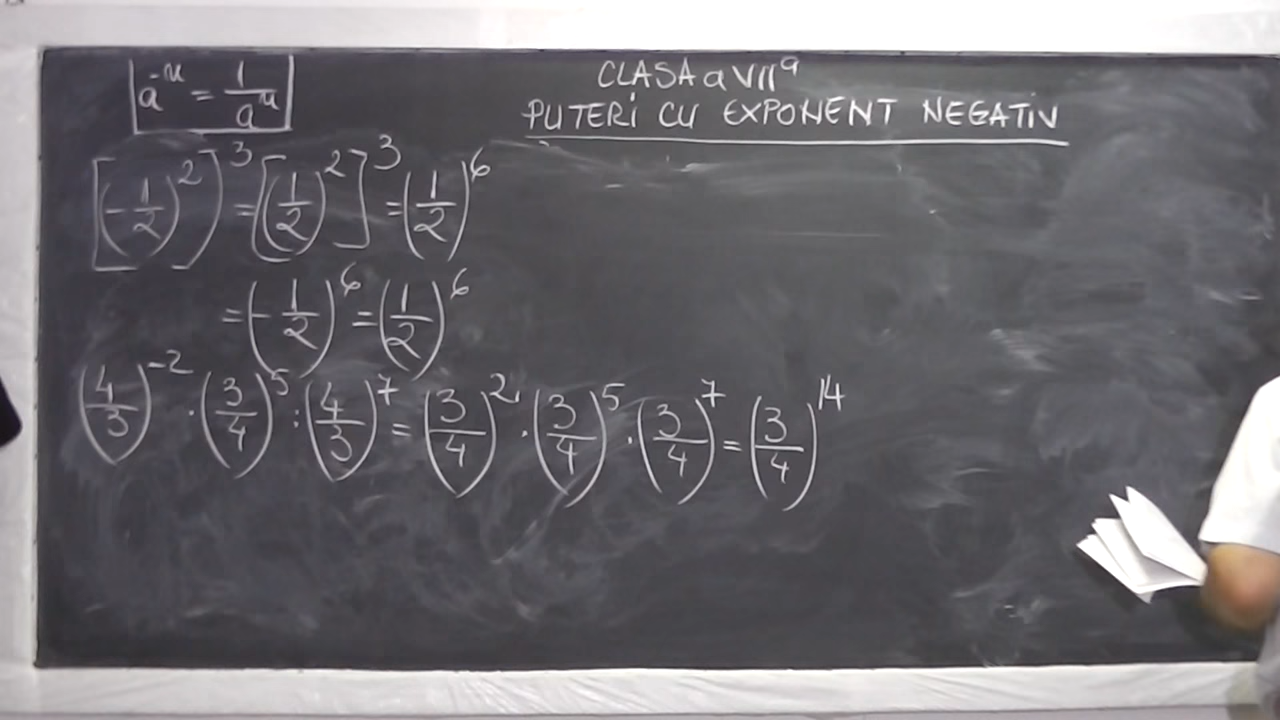 a⁻ⁿ = 1/aⁿ
CLASA a VII a
PUTERI CU EXPONENT NEGATIV
[(-1/2)²]³ = [(1/2)²]³ = (1/2)⁶
= (-1/2)⁶ = (1/2)⁶
(4/3)⁻² · (3/4)⁵ : (4/3)⁷ = (3/4)² · (3/4)⁵ · (3/4)⁷ = (3/4)¹⁴